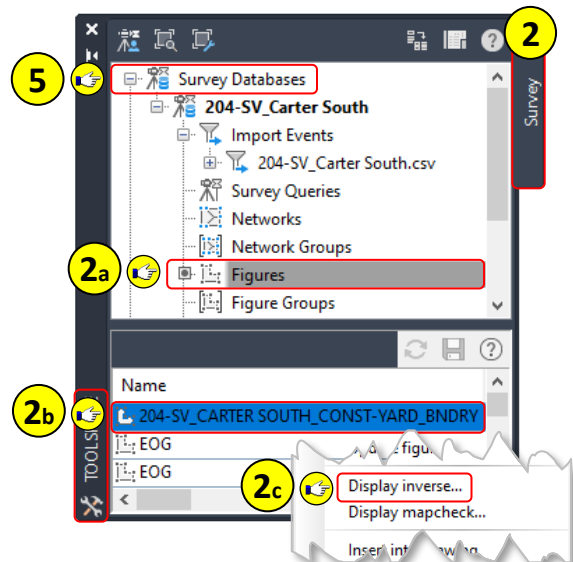 2
Survey
5
Survey Databases
204-SV_Carter South
Import Events
204-SV_Carter South.csv
Survey Queries
Networks
Network Groups
2a
Figures
Figure Groups
Name
2b
204-SV_CARTER SOUTH_CONST-YARD_BNDRY
EOG
EOG
2c
Display inverse...
Display mapcheck...